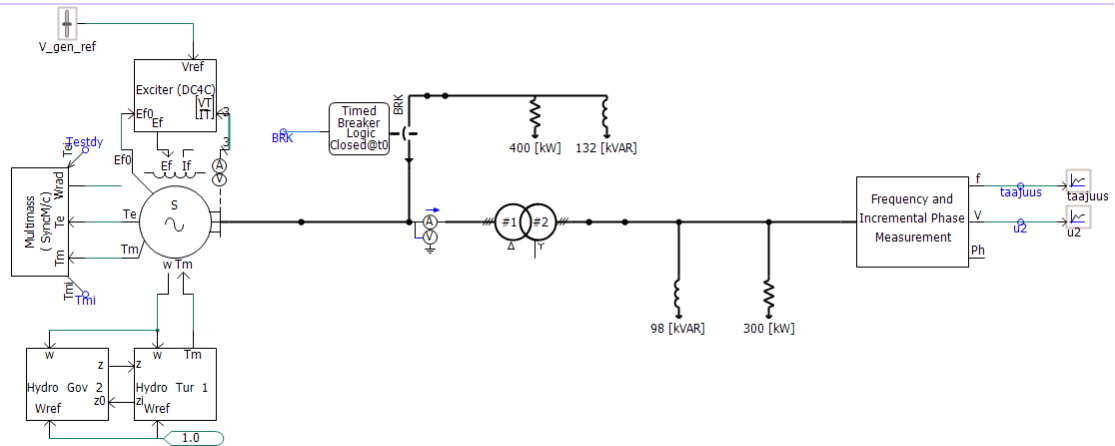 V_gen_ref
Vref
Exciter (DC4C)
VT
IT
3
Ef0
Ef
3
Ef0
Ef If
A
V
Te
Testdy
Wrad
Multimass
( SyncM/c)
Te
Tm
Tmi
Tmi
S
Te
Tm
w Tm
BRK
Timed
Breaker
Logic
Closed@t0
BRK
400 [kW]
132 [kVAR]
A
V
#1
#2
98 [kVAR]
300 [kW]
Frequency and
Incremental Phase
Measurement
f
V
Ph
taajuus
taajuus
u2
u2
w
z
Hydro Gov 2
z0
Wref
w
Tm
z
Hydro Tur 1
zi
Wref
1.0